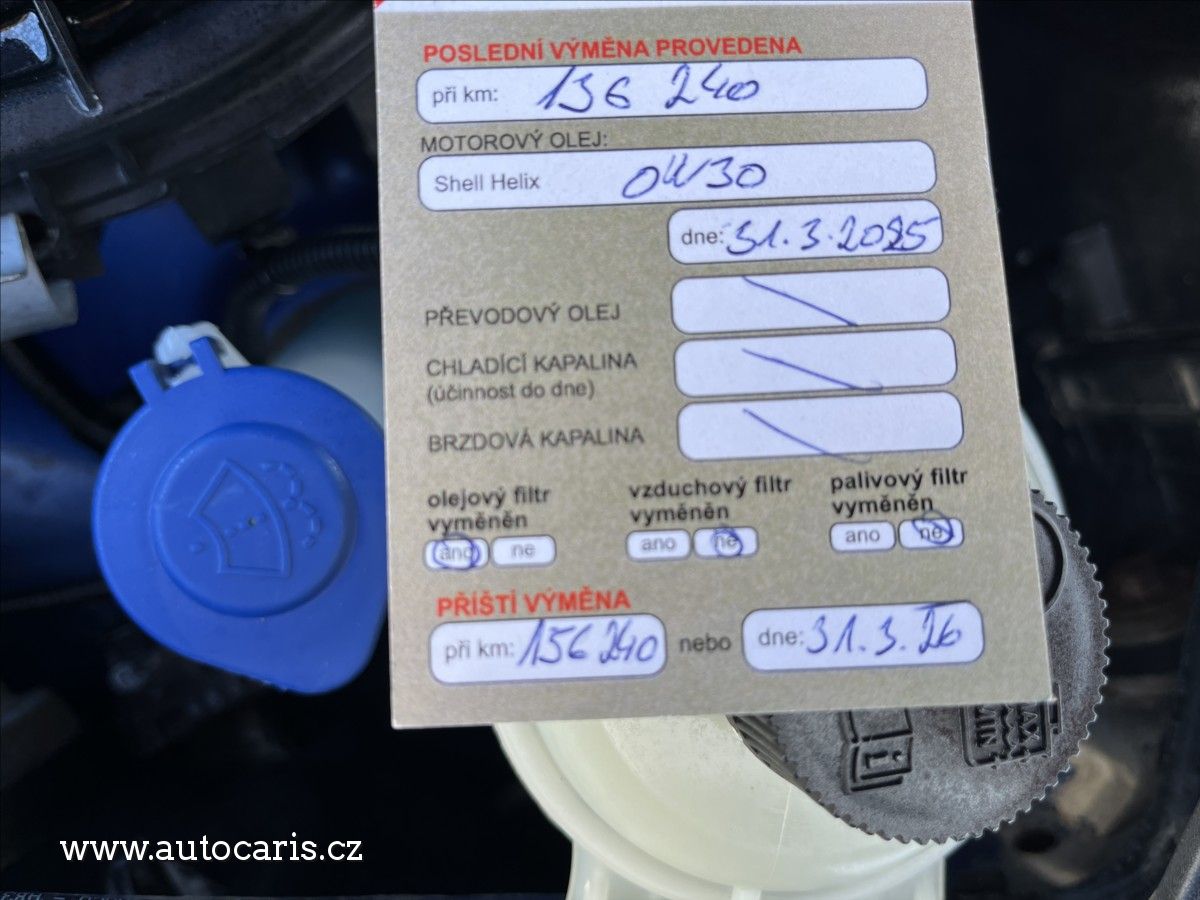 POSLEDNÍ VÝMĚNA PROVEDENA
při km: 136 240
MOTOROVÝ OLEJ:
Shell Helix 0W30
dne: 31.3.2025
PŘEVODOVÝ OLEJ
CHLADÍCÍ KAPALINA
(účinnost do dne)
BRZDOVÁ KAPALINA
olejový filtr vyměněn
ano ne
vzduchový filtr vyměněn
ano ne
palivový filtr vyměněn
ano ne
PŘÍŠTÍ VÝMĚNA
při km: 156 240 nebo dne: 31.3.26
MIN
MAX
www.autocaris.cz